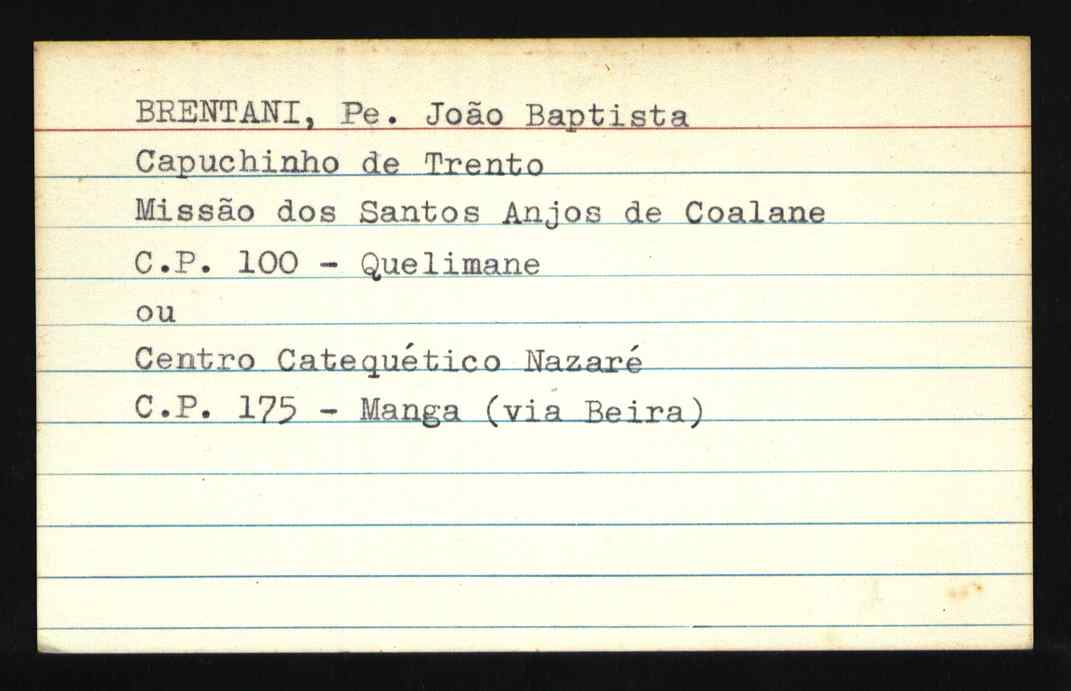 BRENTANI, Pe. João Baptista
Capuchinho de Trento
Missão dos Santos Anjos de Coalane
C.P. 100 - Quelimane
ou
Centro Catequético Nazaré
C.P. 175 - Manga (via Beira)